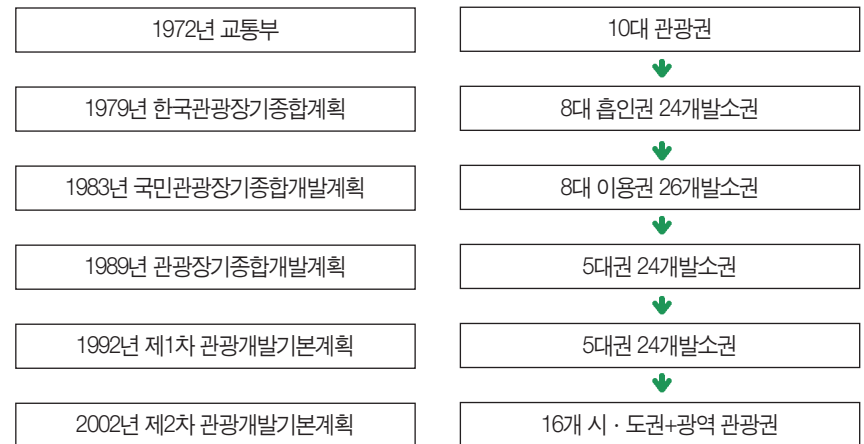 1972년 교통부
10대 관광권
1979년 한국관광장기종합계획
8대 흡인권 24개발소권
1983년 국민관광장기종합개발계획
8대 이용권 26개발소권
1989년 관광장기종합개발계획
5대권 24개발소권
1992년 제1차 관광개발기본계획
5대권 24개발소권
2002년 제2차 관광개발기본계획
16개 시 · 도권+광역 관광권